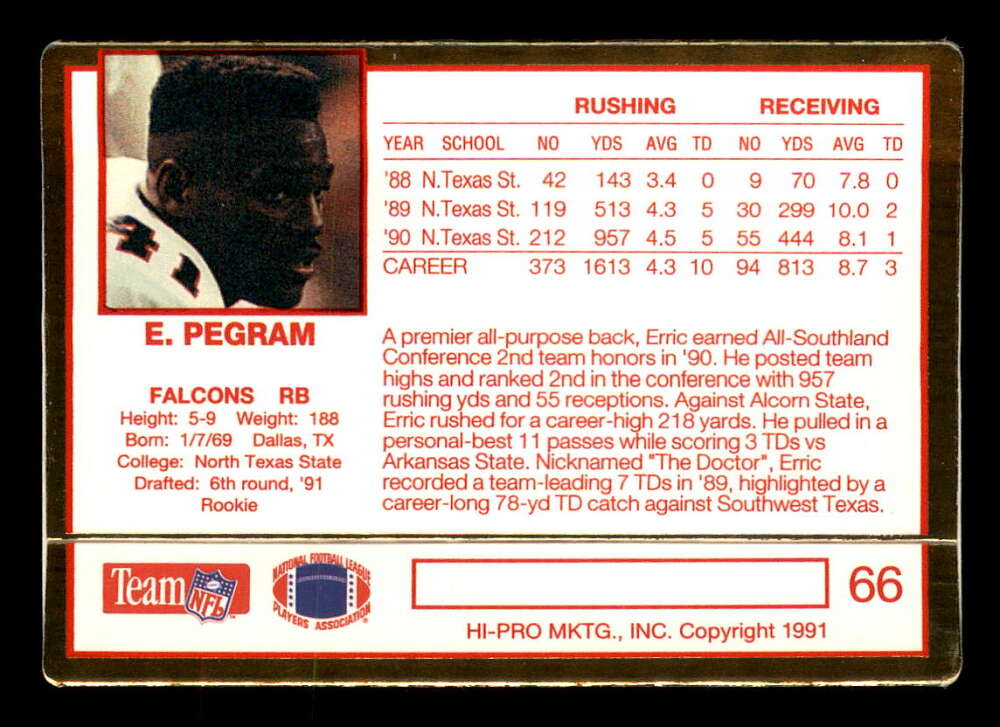 41
E. PEGRAM
FALCONS RB
Height: 5-9 Weight: 188
Born: 1/7/69 Dallas, TX
College: North Texas State
Drafted: 6th round, '91
Rookie
RUSHING RECEIVING
YEAR SCHOOL NO YDS AVG TD NO YDS AVG TD
'88 N.Texas St. 42 143 3.4 0 9 70 7.8 0
'89 N.Texas St. 119 513 4.3 5 30 299 10.0 2
'90 N.Texas St. 212 957 4.5 5 55 444 8.1 1
CAREER 373 1613 4.3 10 94 813 8.7 3
A premier all-purpose back, Erric earned All-Southland
Conference 2nd team honors in '90. He posted team
highs and ranked 2nd in the conference with 957
rushing yds and 55 receptions. Against Alcorn State,
Erric rushed for a career-high 218 yards. He pulled in a
personal-best 11 passes while scoring 3 TDs vs
Arkansas State. Nicknamed "The Doctor", Erric
recorded a team-leading 7 TDs in '89, highlighted by a
career-long 78-yd TD catch against Southwest Texas.
Team NFL ™
NATIONAL FOOTBALL LEAGUE
PLAYERS ASSOCIATION ®
66
HI-PRO MKTG., INC. Copyright 1991